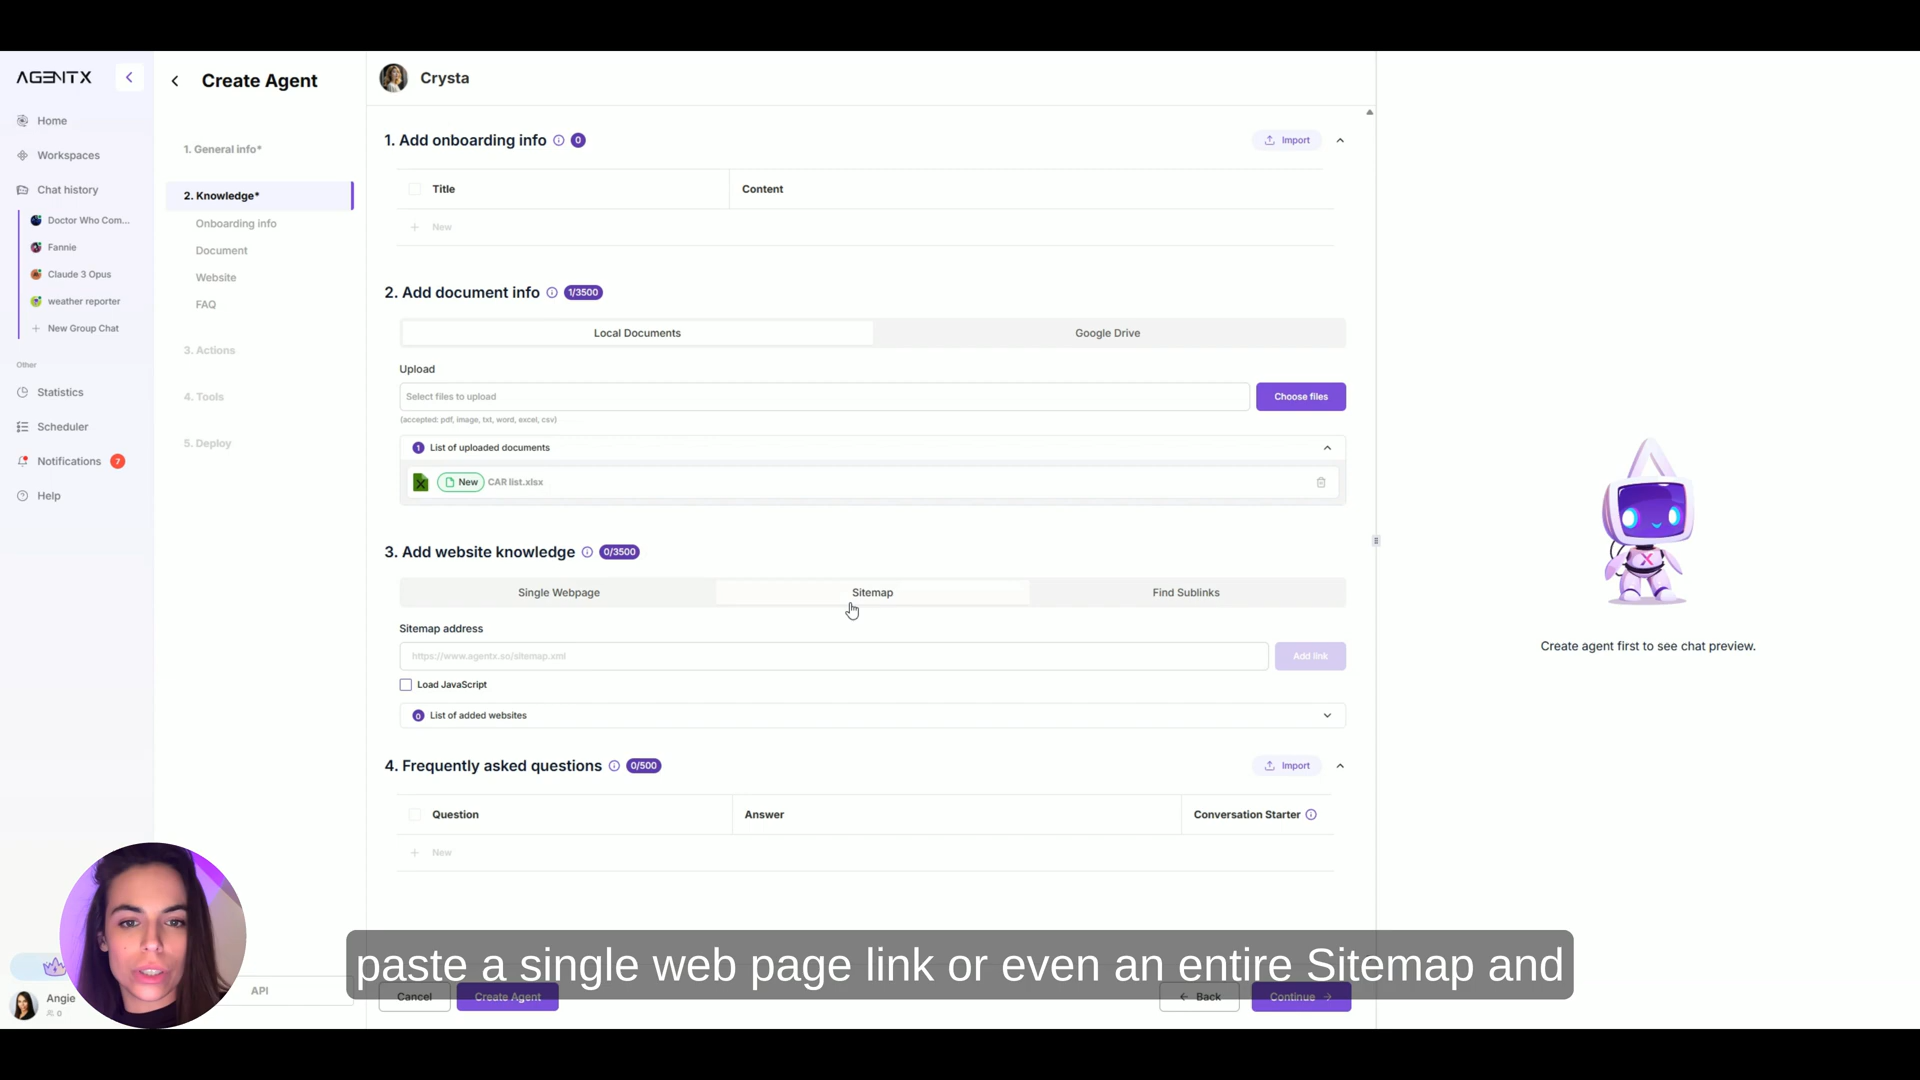 AGENTX
Home
Workspaces
Chat history
Doctor Who Com...
Fannie
Claude 3 Opus
weather reporter
+ New Group Chat
Other
Statistics
Scheduler
Notifications 7
Help
Angie
0
Create Agent
1. General info*
2. Knowledge*
Onboarding info
Document
Website
FAQ
3. Actions
4. Tools
5. Deploy
API
Crysta
1. Add onboarding info 0
Import
Title Content
+ New
2. Add document info 1/3500
Local Documents Google Drive
Upload
Select files to upload Choose files
(accepted: pdf, image, txt, word, excel, csv)
1 List of uploaded documents
New CAR list.xlsx
3. Add website knowledge 0/3500
Single Webpage Sitemap Find Sublinks
Sitemap address
https://www.agentx.so/sitemap.xml Add link
Load JavaScript
0 List of added websites
4. Frequently asked questions 0/500
Import
Question Answer Conversation Starter
+ New
paste a single web page link or even an entire Sitemap and
Cancel Create Agent Back Continue
Create agent first to see chat preview.